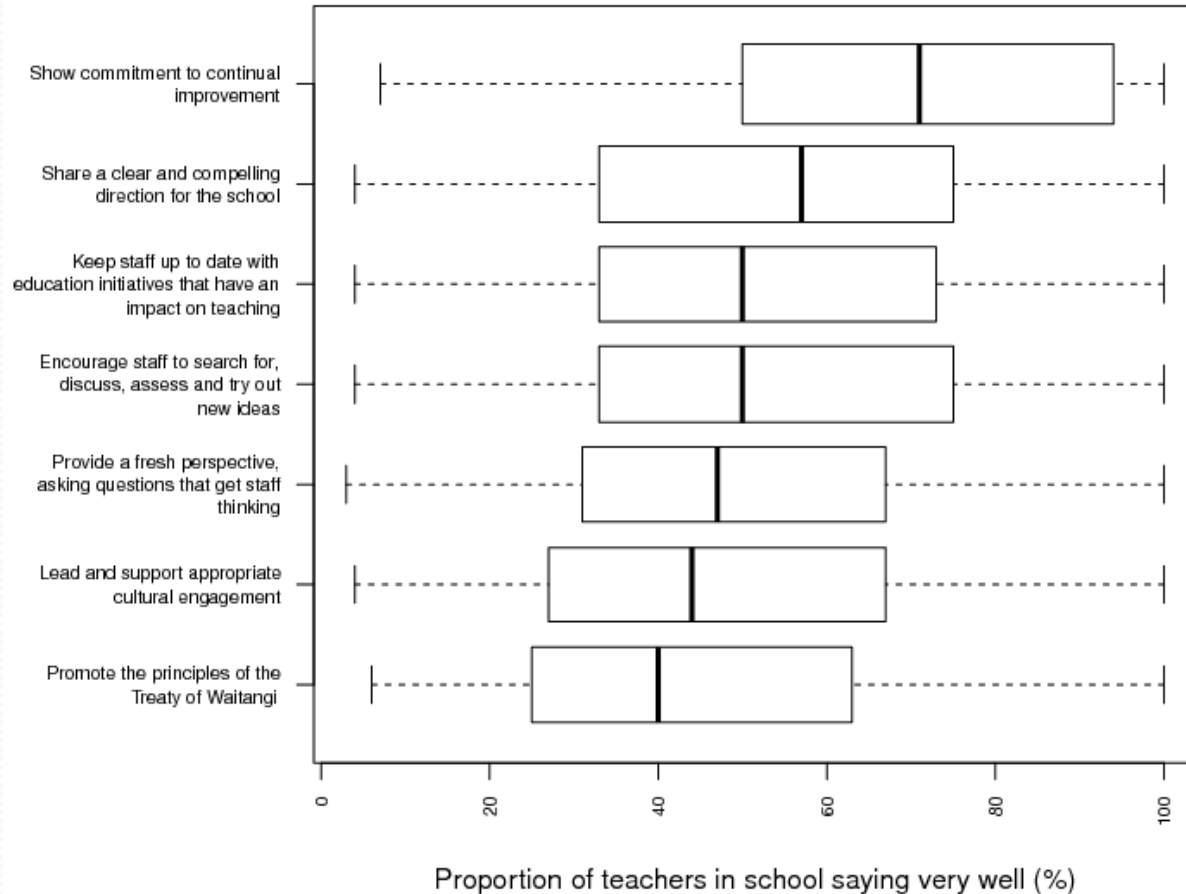 Show commitment to continual
improvement
Share a clear and compelling
direction for the school
Keep staff up to date with
education initiatives that have an
impact on teaching
Encourage staff to search for,
discuss, assess and try out
new ideas
Provide a fresh perspective,
asking questions that get staff
thinking
Lead and support appropriate
cultural engagement
Promote the principles of the
Treaty of Waitangi
0
20
40
60
80
100
Proportion of teachers in school saying very well (%)